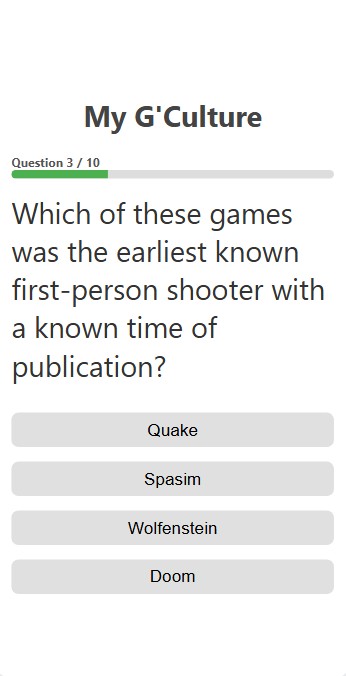 My G'Culture
Question 3 / 10
Which of these games
was the earliest known
first-person shooter with
a known time of
publication?
Quake
Spasim
Wolfenstein
Doom